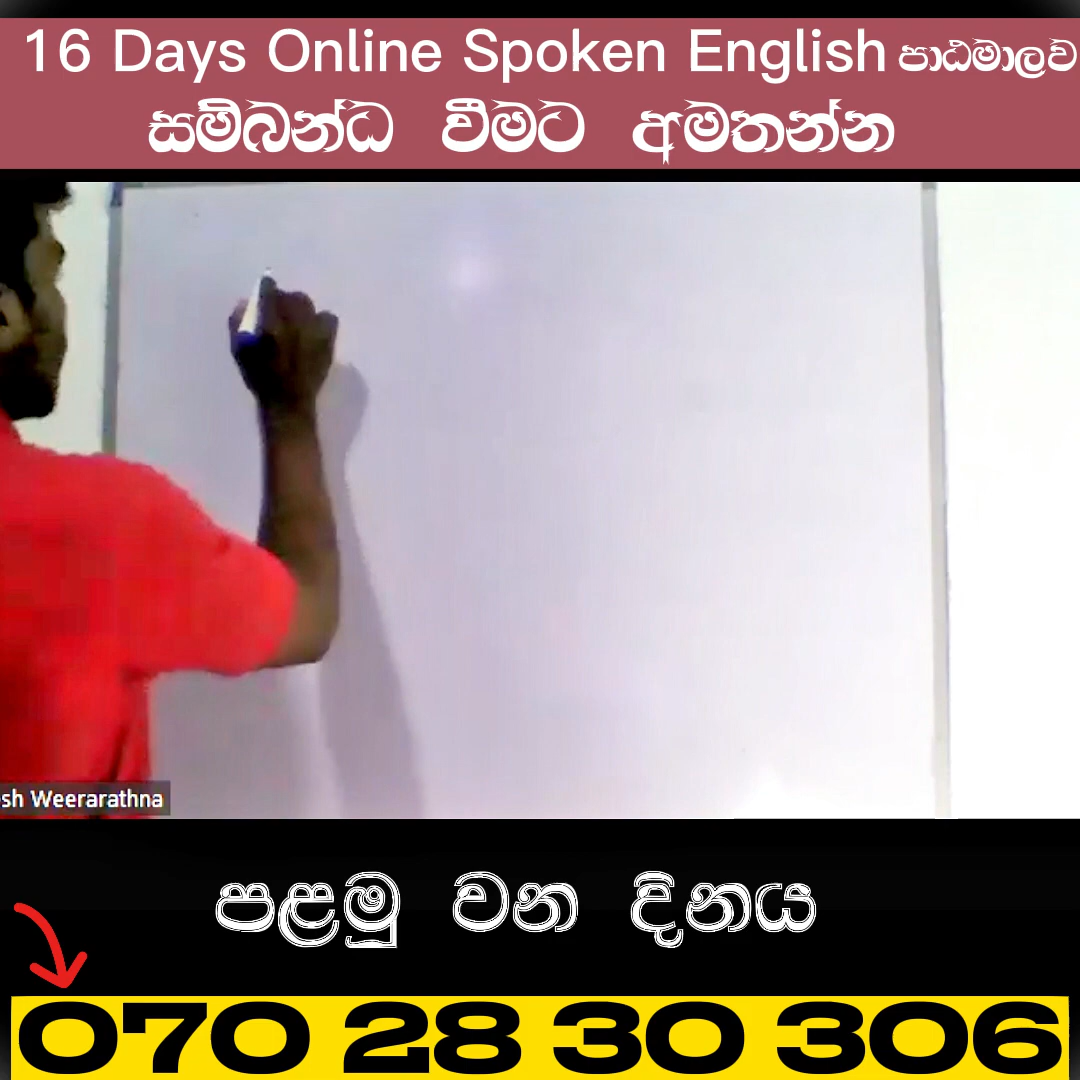 16 Days Online Spoken English පාඨමාලව
සම්බන්ධ වීමට අමතන්න
sh Weerarathna
පළමු වන දිනය
070 28 30 306